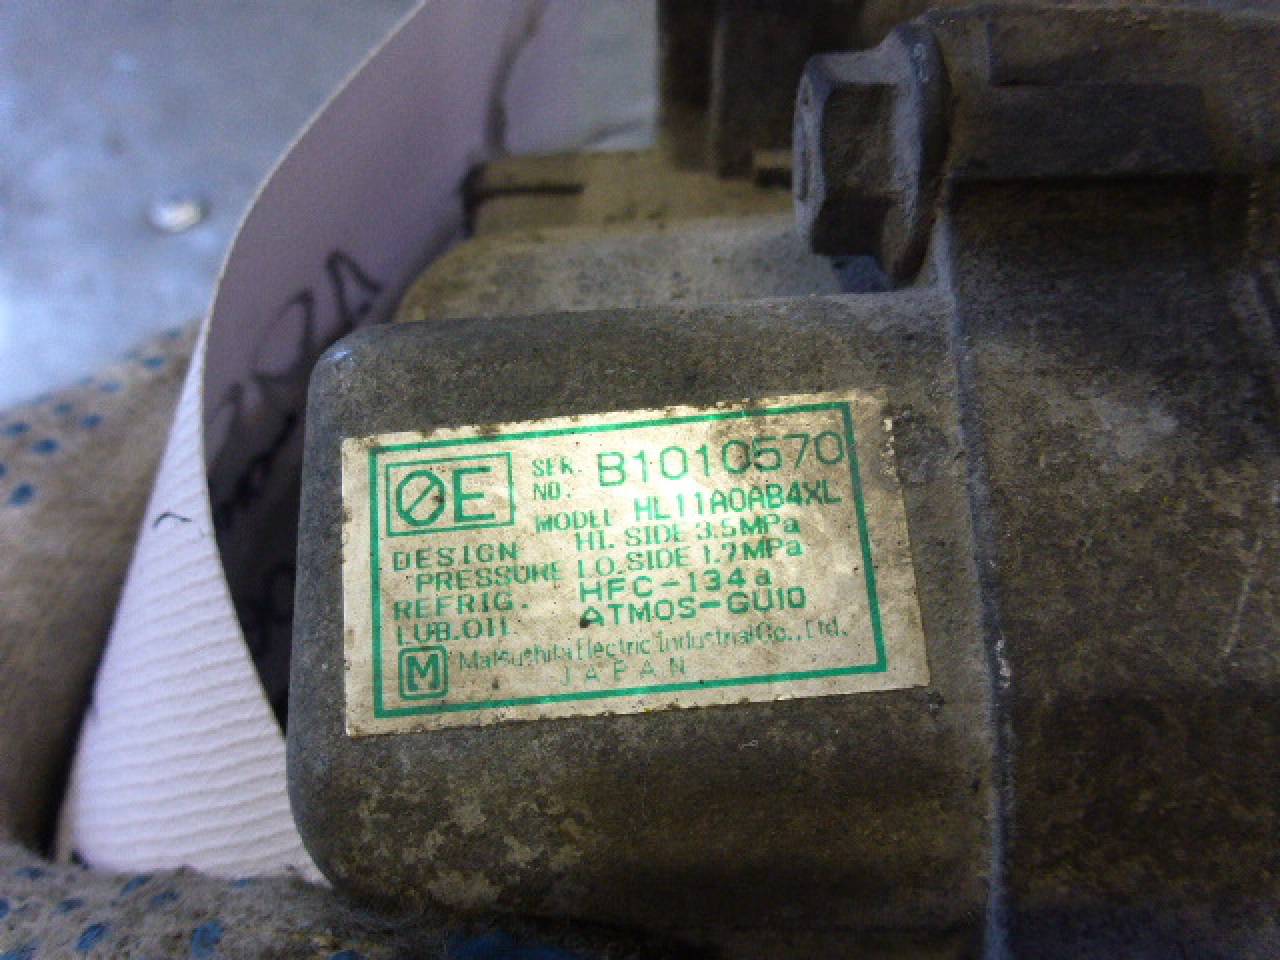 ØE
SER. NO. B1010570
MODEL HL11A0AB4XL
DESIGN PRESSURE
HI. SIDE 3.5MPa
LO. SIDE 1.7MPa
REFRIG. HFC-134a
LUB.OIL ATMOS-GU10
M Matsushita Electric Industrial Co., Ltd.
JAPAN